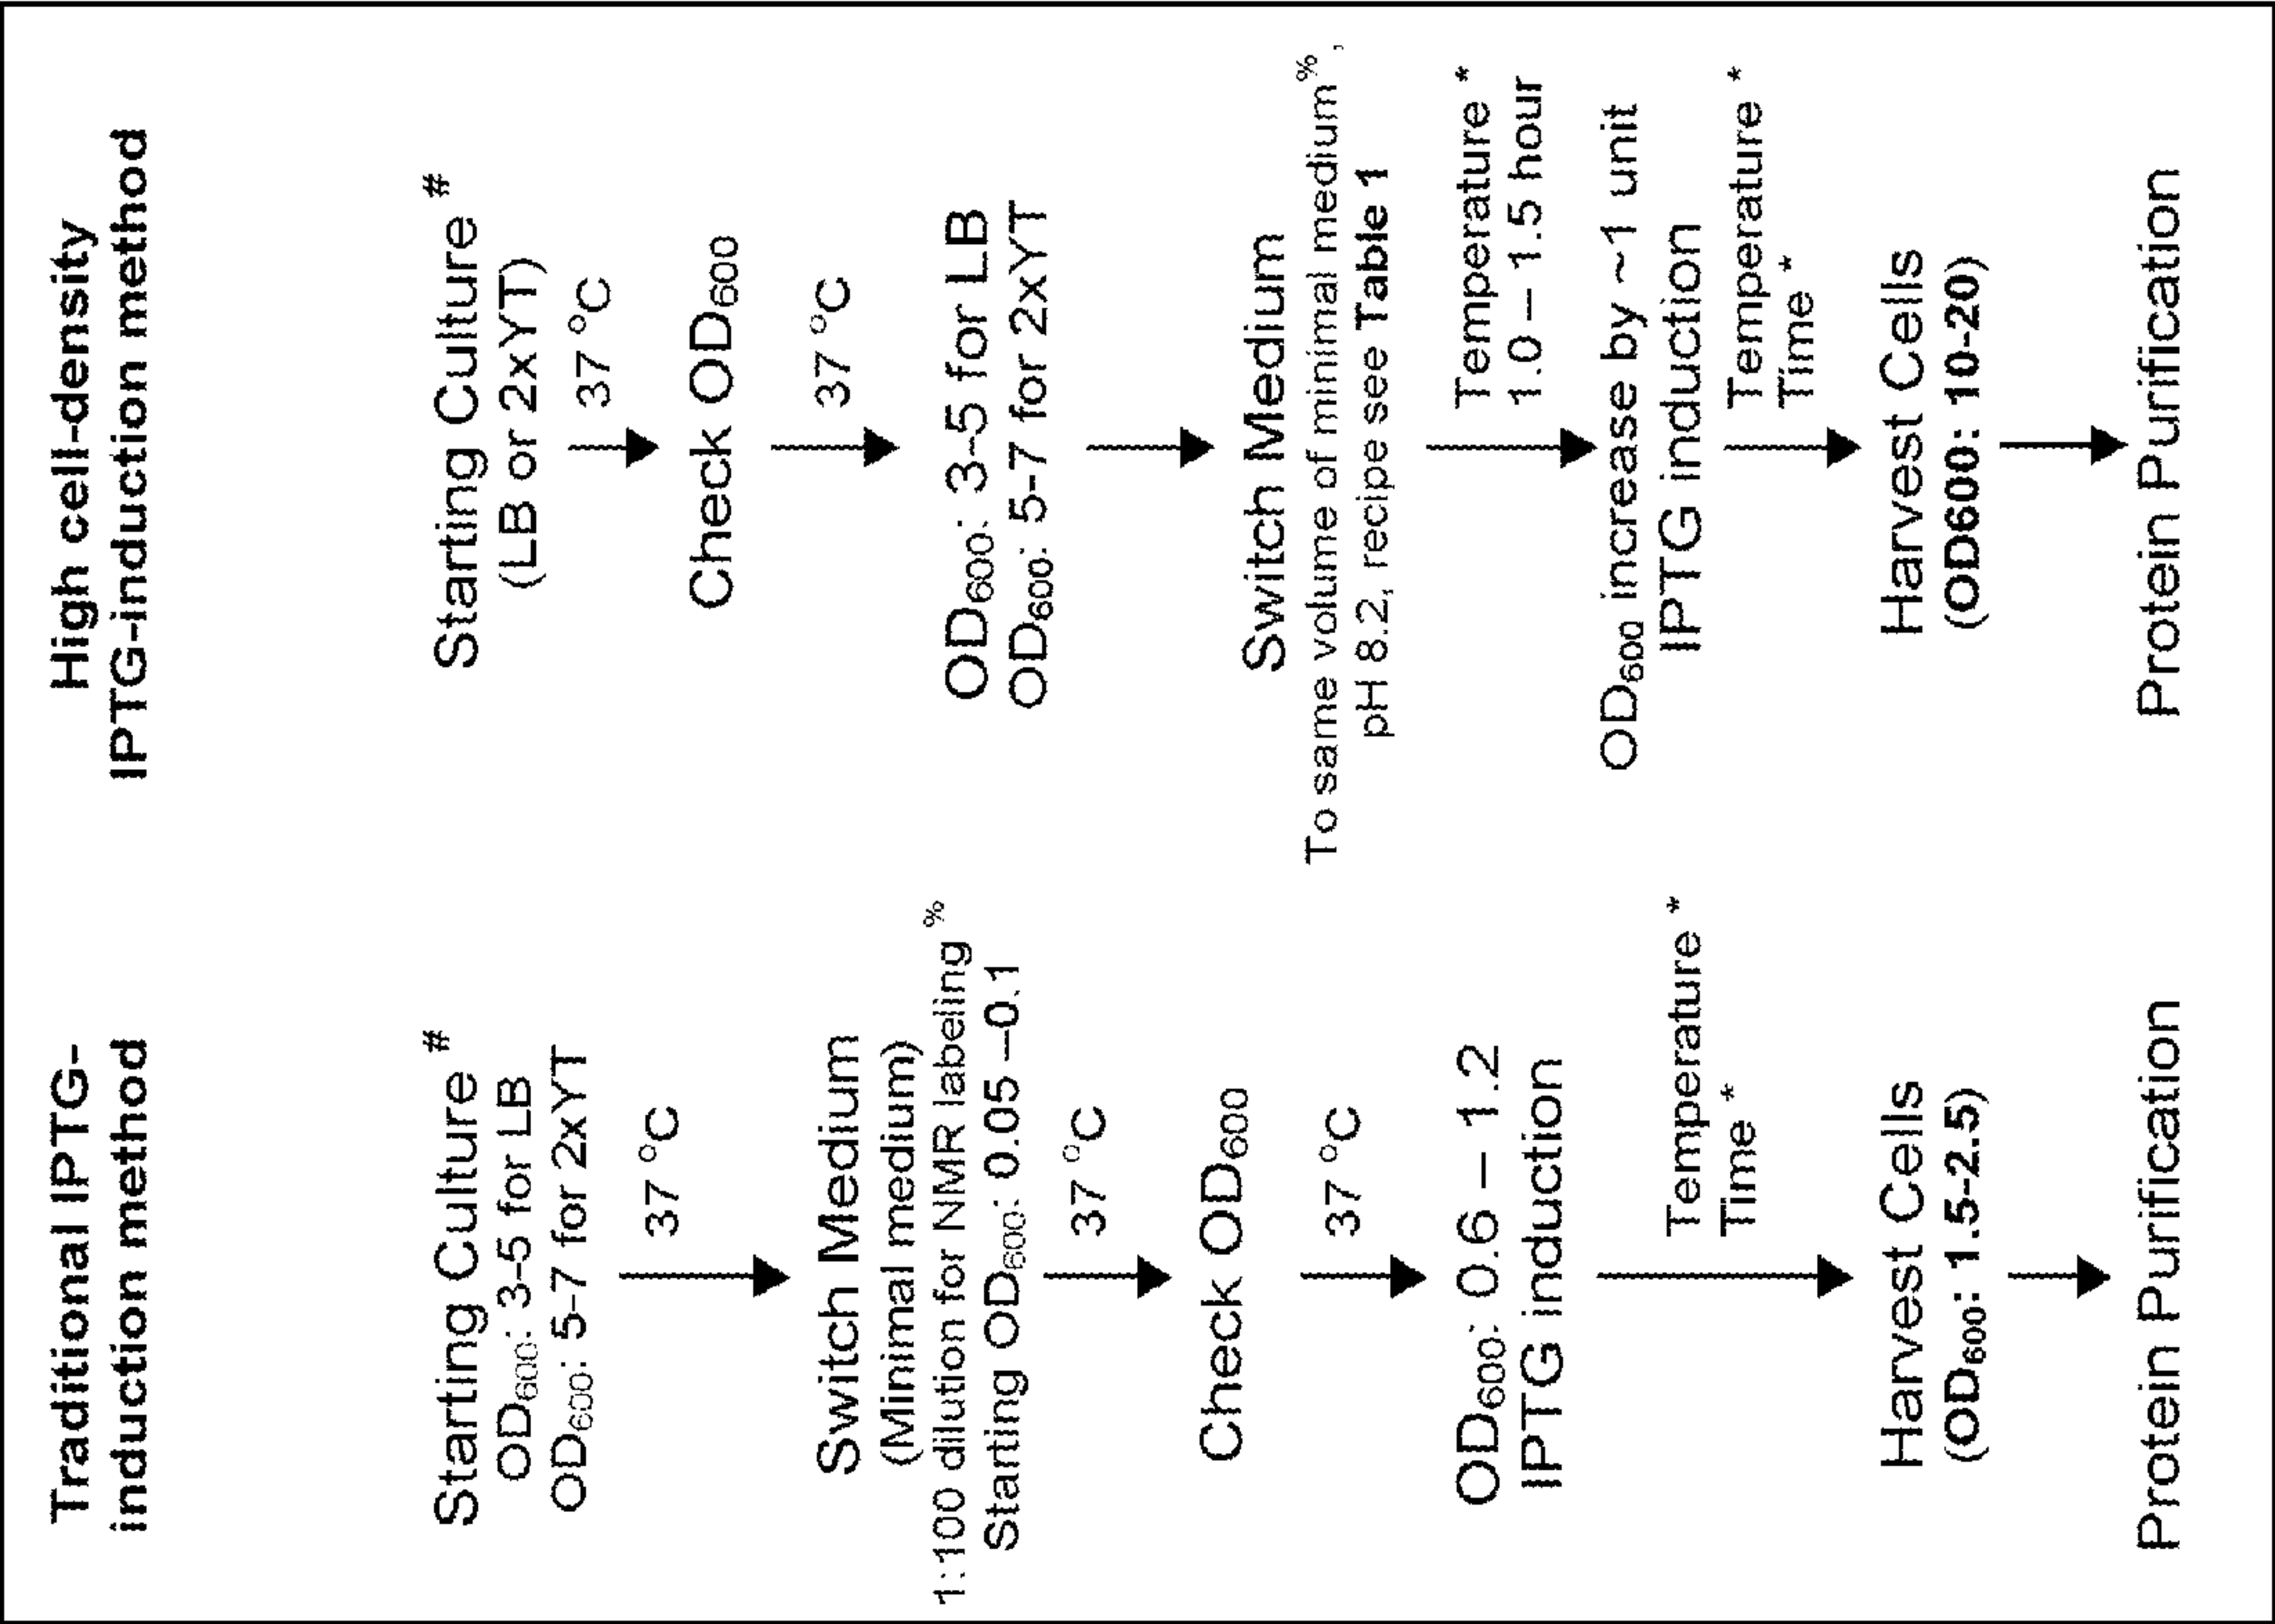 Traditional IPTG-
induction method
Starting Culture #
OD600: 3–5 for LB
OD600: 5-7 for 2xYT
37 °C
Switch Medium
(Minimal medium)
1:100 dilution for NMR labeling %
Starting OD600: 0.05 –0.1
37 °C
Check OD600
37 °C
OD600: 0.6 – 1.2
IPTG induction
Temperature *
Time *
Harvest Cells
(OD600: 1.5-2.5)
Protein Purification
High cell-density
IPTG-induction method
Starting Culture #
(LB or 2xYT)
37 °C
Check OD600
37 °C
OD600: 3–5 for LB
OD600: 5-7 for 2xYT
Switch Medium
To same volume of minimal medium %,
pH 8.2, recipe see Table 1
Temperature *
1.0 – 1.5 hour
OD600 increase by ~1 unit
IPTG induction
Temperature *
Time *
Harvest Cells
(OD600: 10-20)
Protein Purification